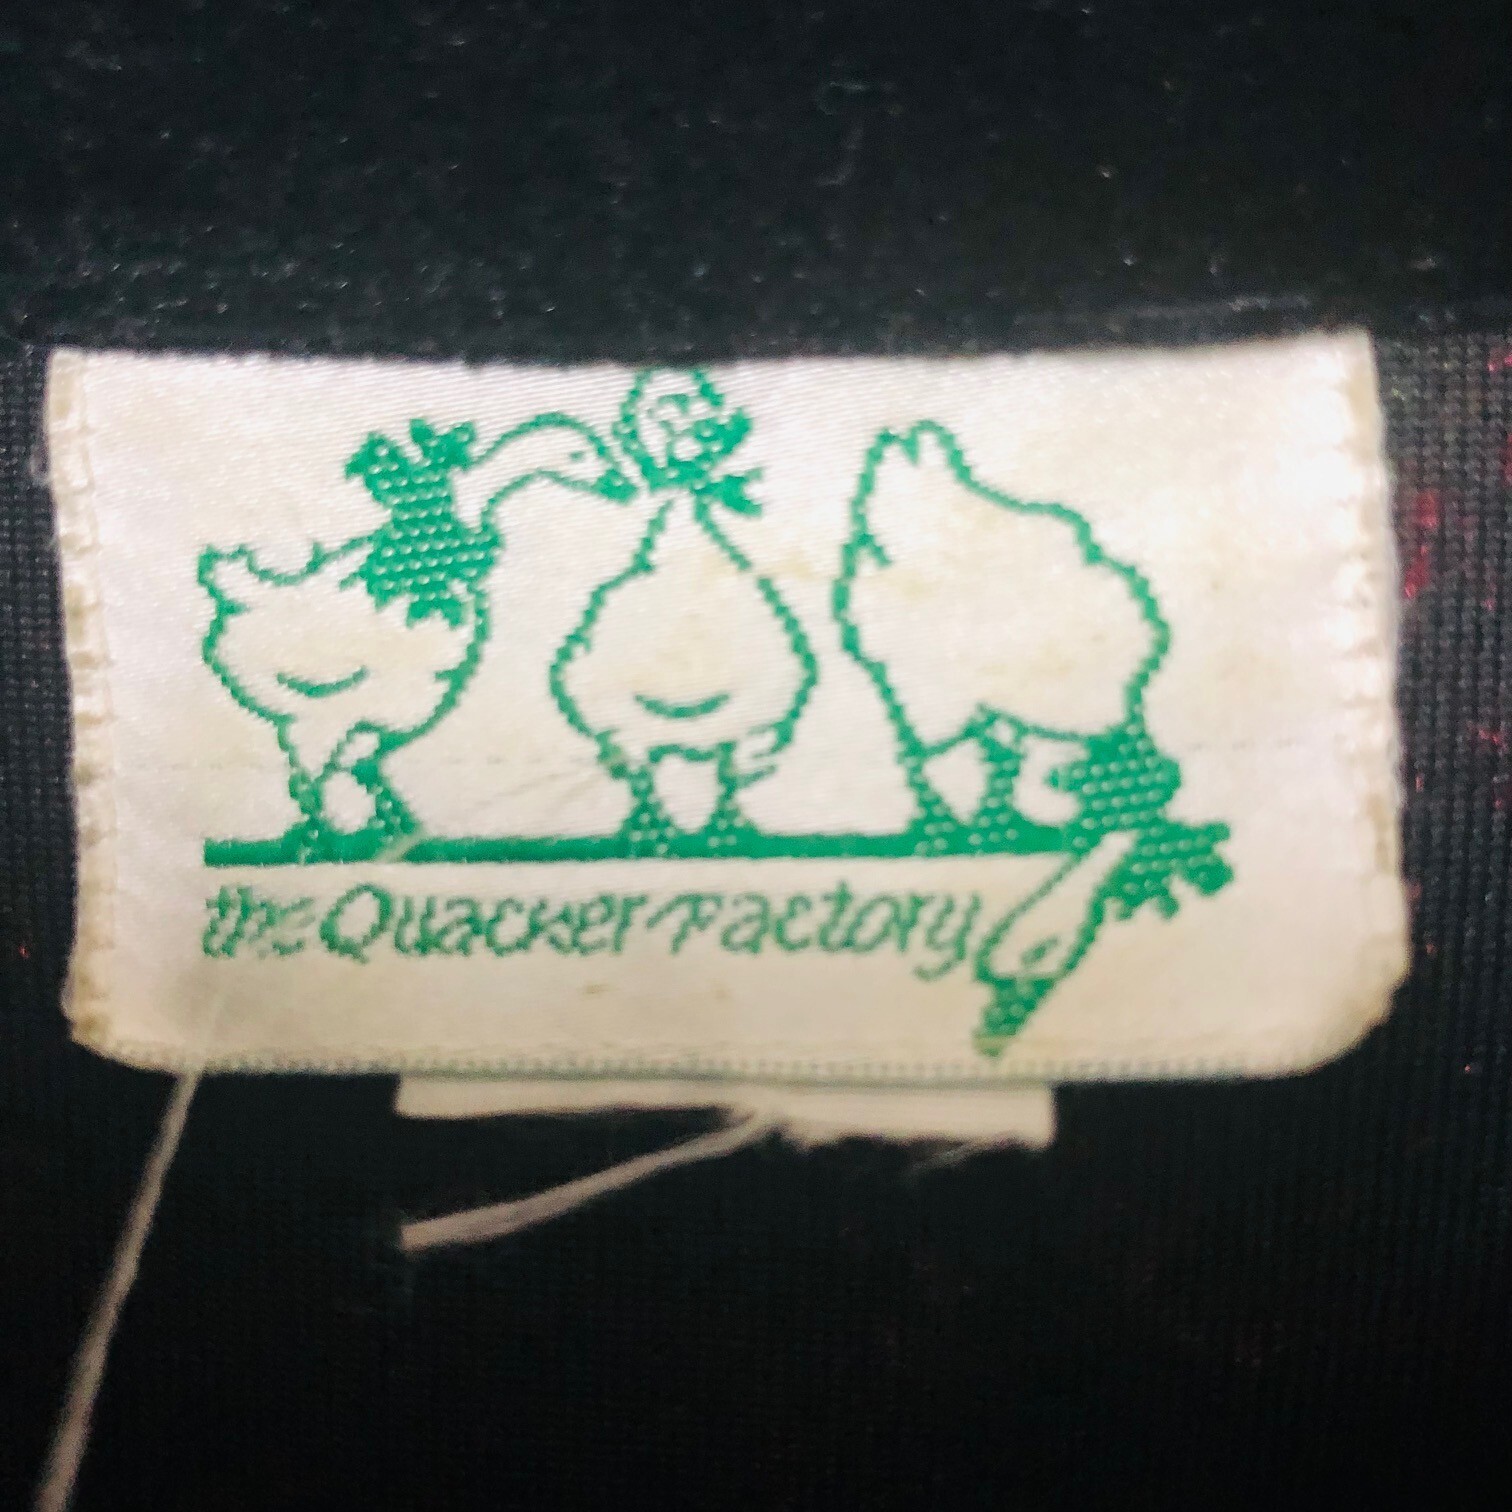 the Quacker Factory